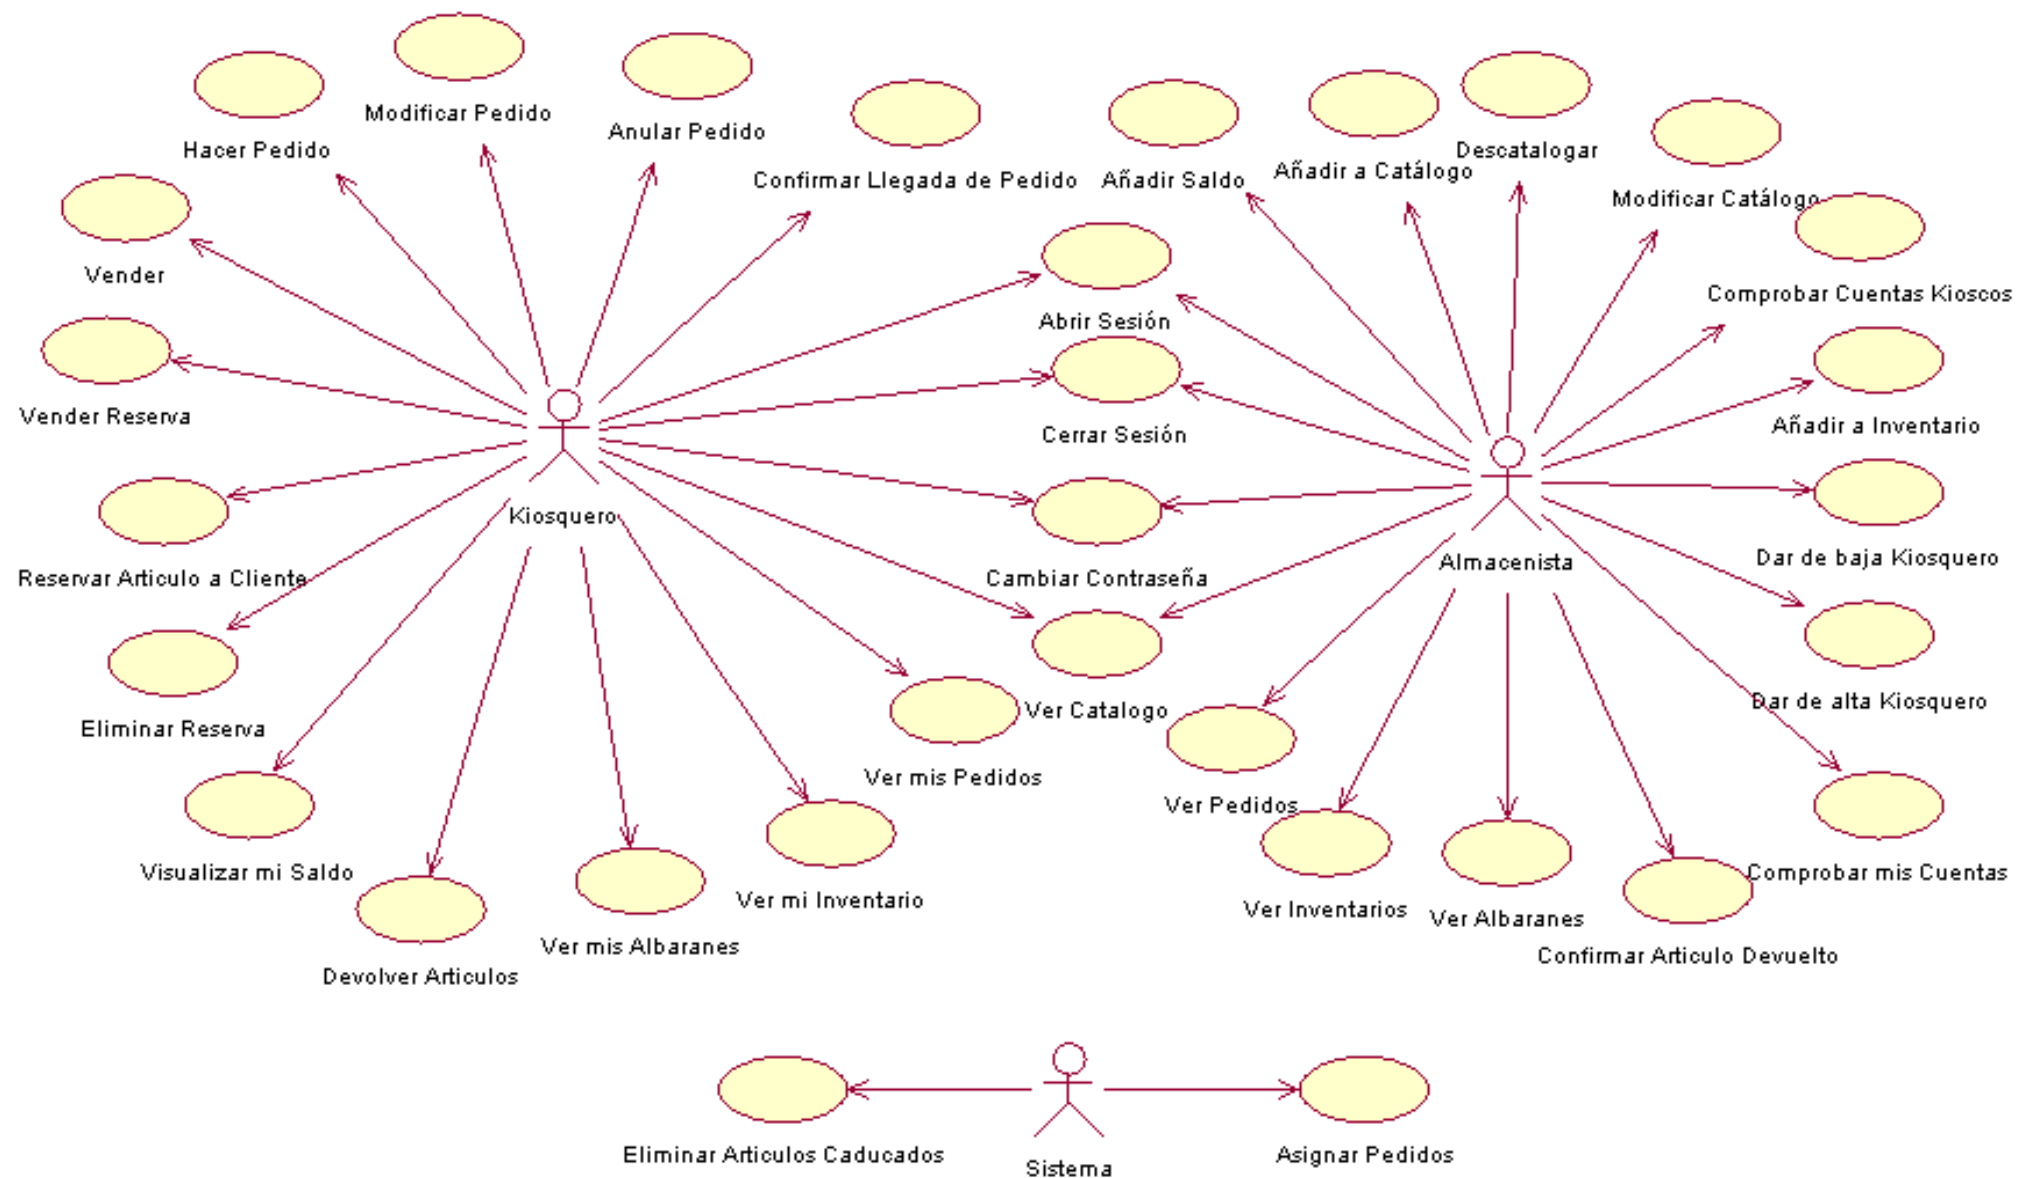 Modificar Pedido
Anular Pedido
Hacer Pedido
Confirmar Llegada de Pedido
Añadir Saldo
Añadir a Catálogo
Descatalogar
Modificar Catálogo
Vender
Abrir Sesión
Comprobar Cuentas Kioscos
Vender Reserva
Cerrar Sesión
Añadir a Inventario
Kiosquero
Almacenista
Dar de baja Kiosquero
Reservar Articulo a Cliente
Cambiar Contraseña
Eliminar Reserva
Ver Catalogo
Dar de alta Kiosquero
Ver mis Pedidos
Ver Pedidos
Visualizar mi Saldo
Comprobar mis Cuentas
Ver mi Inventario
Ver Inventarios
Ver Albaranes
Ver mis Albaranes
Confirmar Articulo Devuelto
Devolver Articulos
Eliminar Articulos Caducados
Sistema
Asignar Pedidos